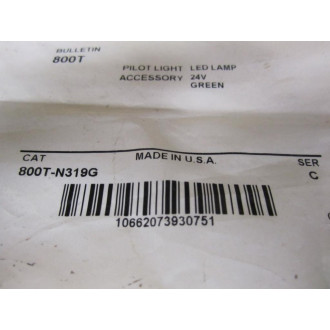 BULLETIN
800T
PILOT LIGHT LED LAMP
ACCESSORY 24V
GREEN
CAT MADE IN U.S.A. SER
800T-N319G C
10662073930751